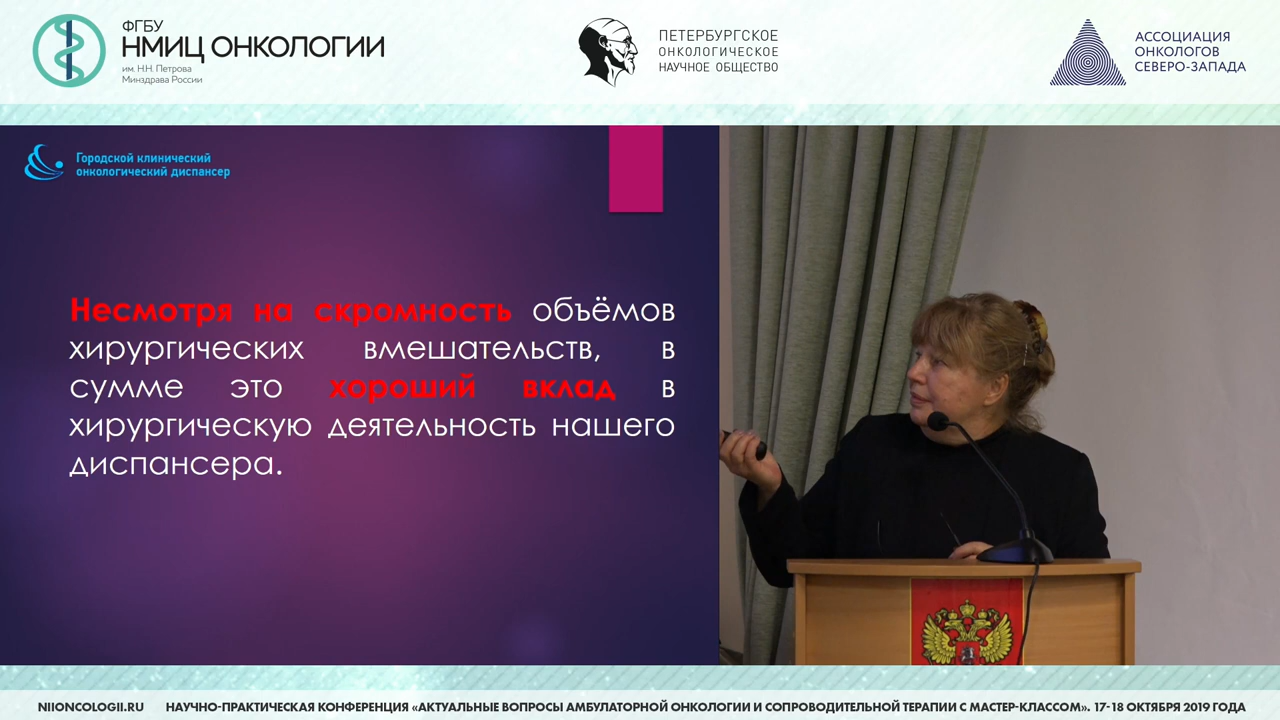 ФГБУ
НМИЦ ОНКОЛОГИИ
им. Н.Н. Петрова
Минздрава России
ПЕТЕРБУРГСКОЕ
ОНКОЛОГИЧЕСКОЕ
НАУЧНОЕ ОБЩЕСТВО
АССОЦИАЦИЯ
ОНКОЛОГОВ
СЕВЕРО-ЗАПАДА
Городской клинический
онкологический диспансер
Несмотря на скромность объёмов
хирургических вмешательств, в
сумме это хороший вклад в
хирургическую деятельность нашего
диспансера.
NIIONCOLOGII.RU НАУЧНО-ПРАКТИЧЕСКАЯ КОНФЕРЕНЦИЯ «АКТУАЛЬНЫЕ ВОПРОСЫ АМБУЛАТОРНОЙ ОНКОЛОГИИ И СОПРОВОДИТЕЛЬНОЙ ТЕРАПИИ С МАСТЕР-КЛАССОМ». 17-18 ОКТЯБРЯ 2019 ГОДА